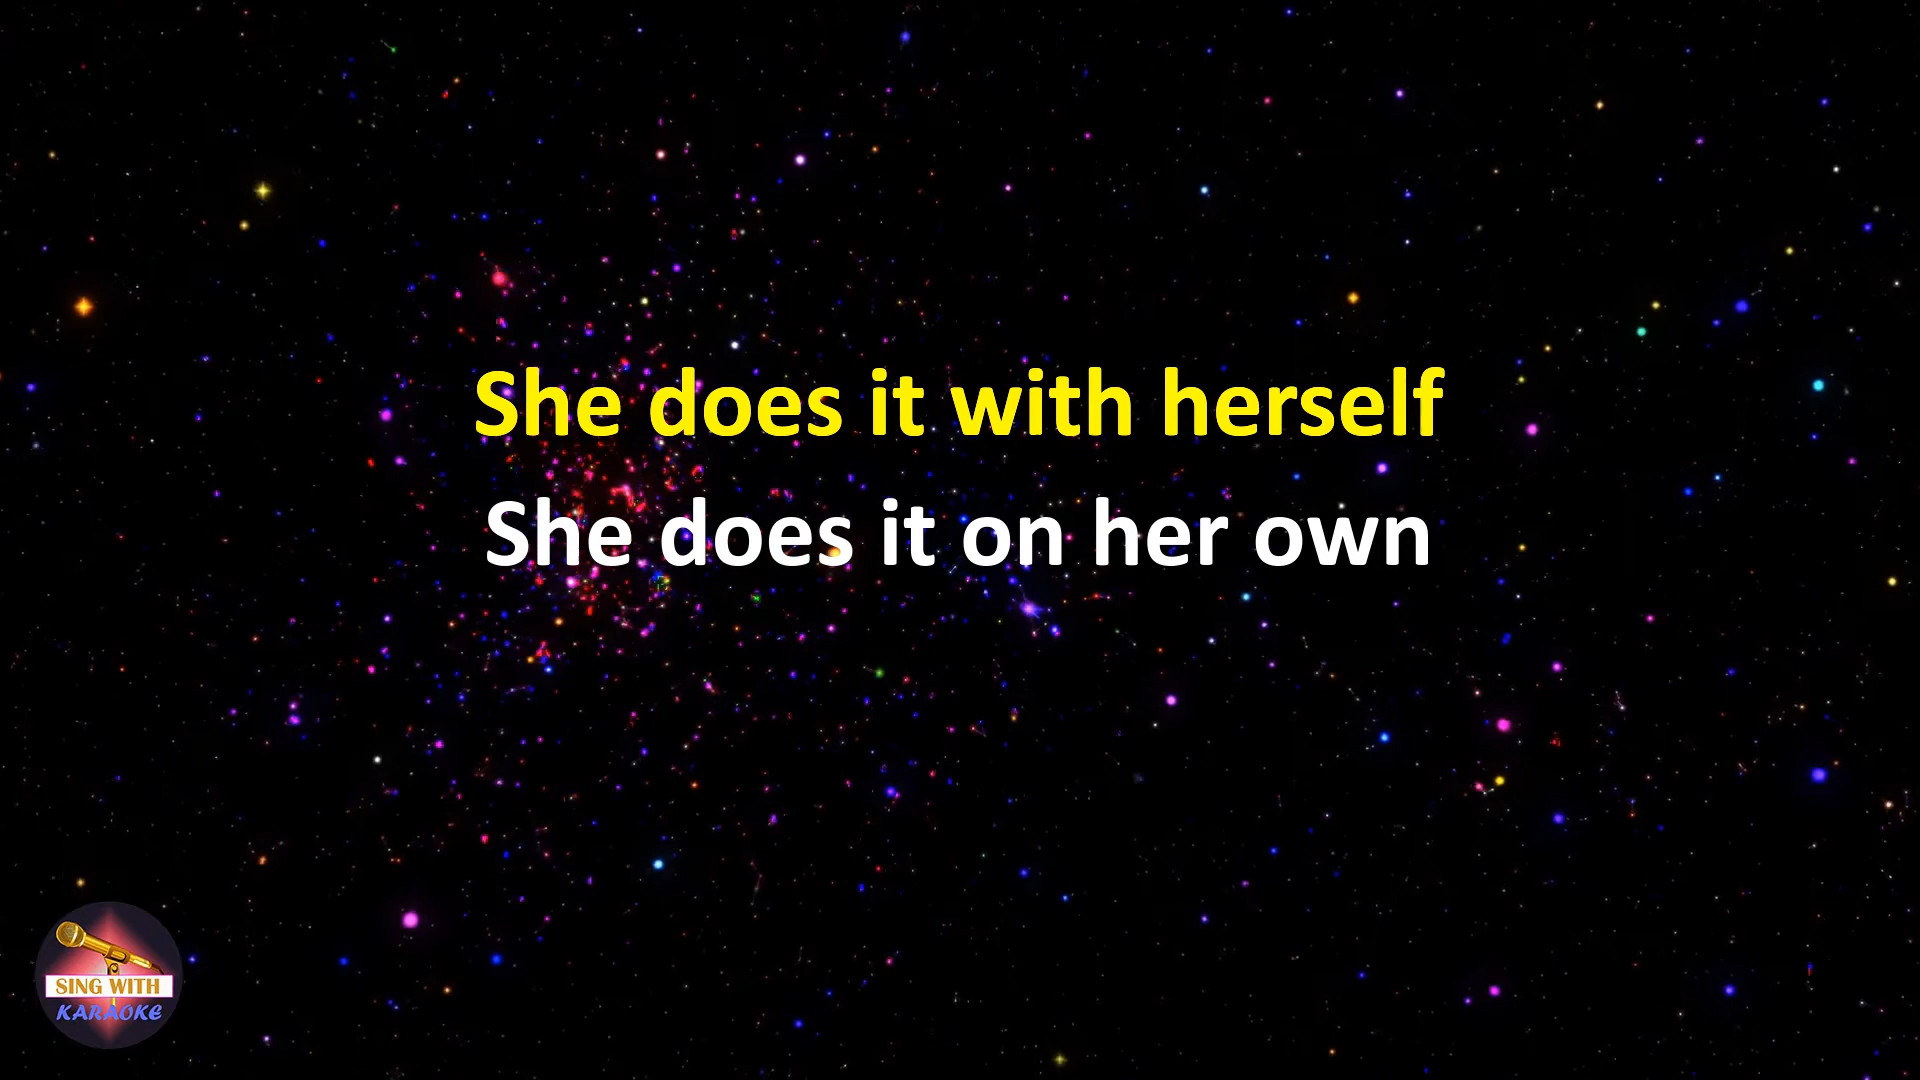 She does it with herself
She does it on her own
SING WITH
KARAOKE